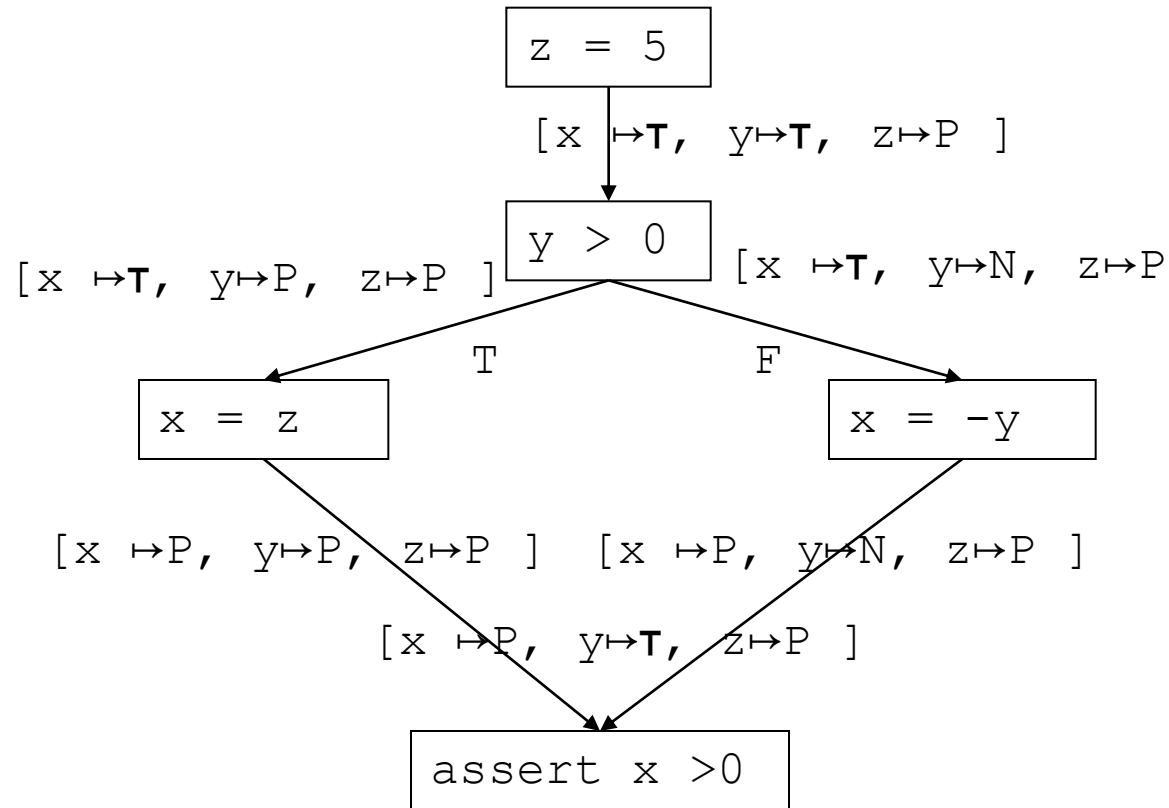 z = 5
[x ↦T, y↦T, z↦P ]
y > 0
[x ↦T, y↦P, z↦P ]
[x ↦T, y↦N, z↦P
T
F
x = z
x = -y
[x ↦P, y↦P, z↦P ]
[x ↦P, y↦N, z↦P ]
[x ↦P, y↦T, z↦P ]
assert x >0